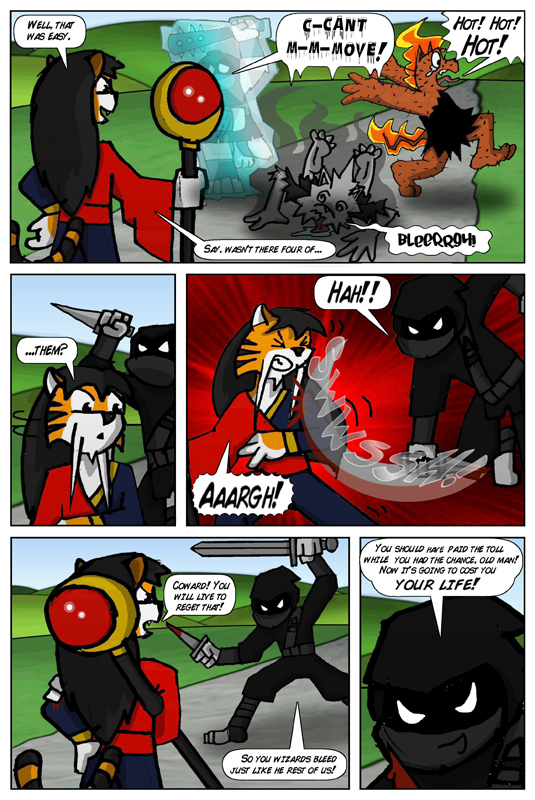 Well, that
was easy.
C-Cant
M-M-Move!
Hot! Hot!
Hot!
Say, wasn't there four of...
Bleerrgh!
...them?
Hah!!
SWWSSSH!!
Aaargh!
Coward! You
will live to
reget that!
So you wizards bleed
just like he rest of us!
You should have paid the toll
while you had the chance, old man!
Now it's going to cost you
your life!